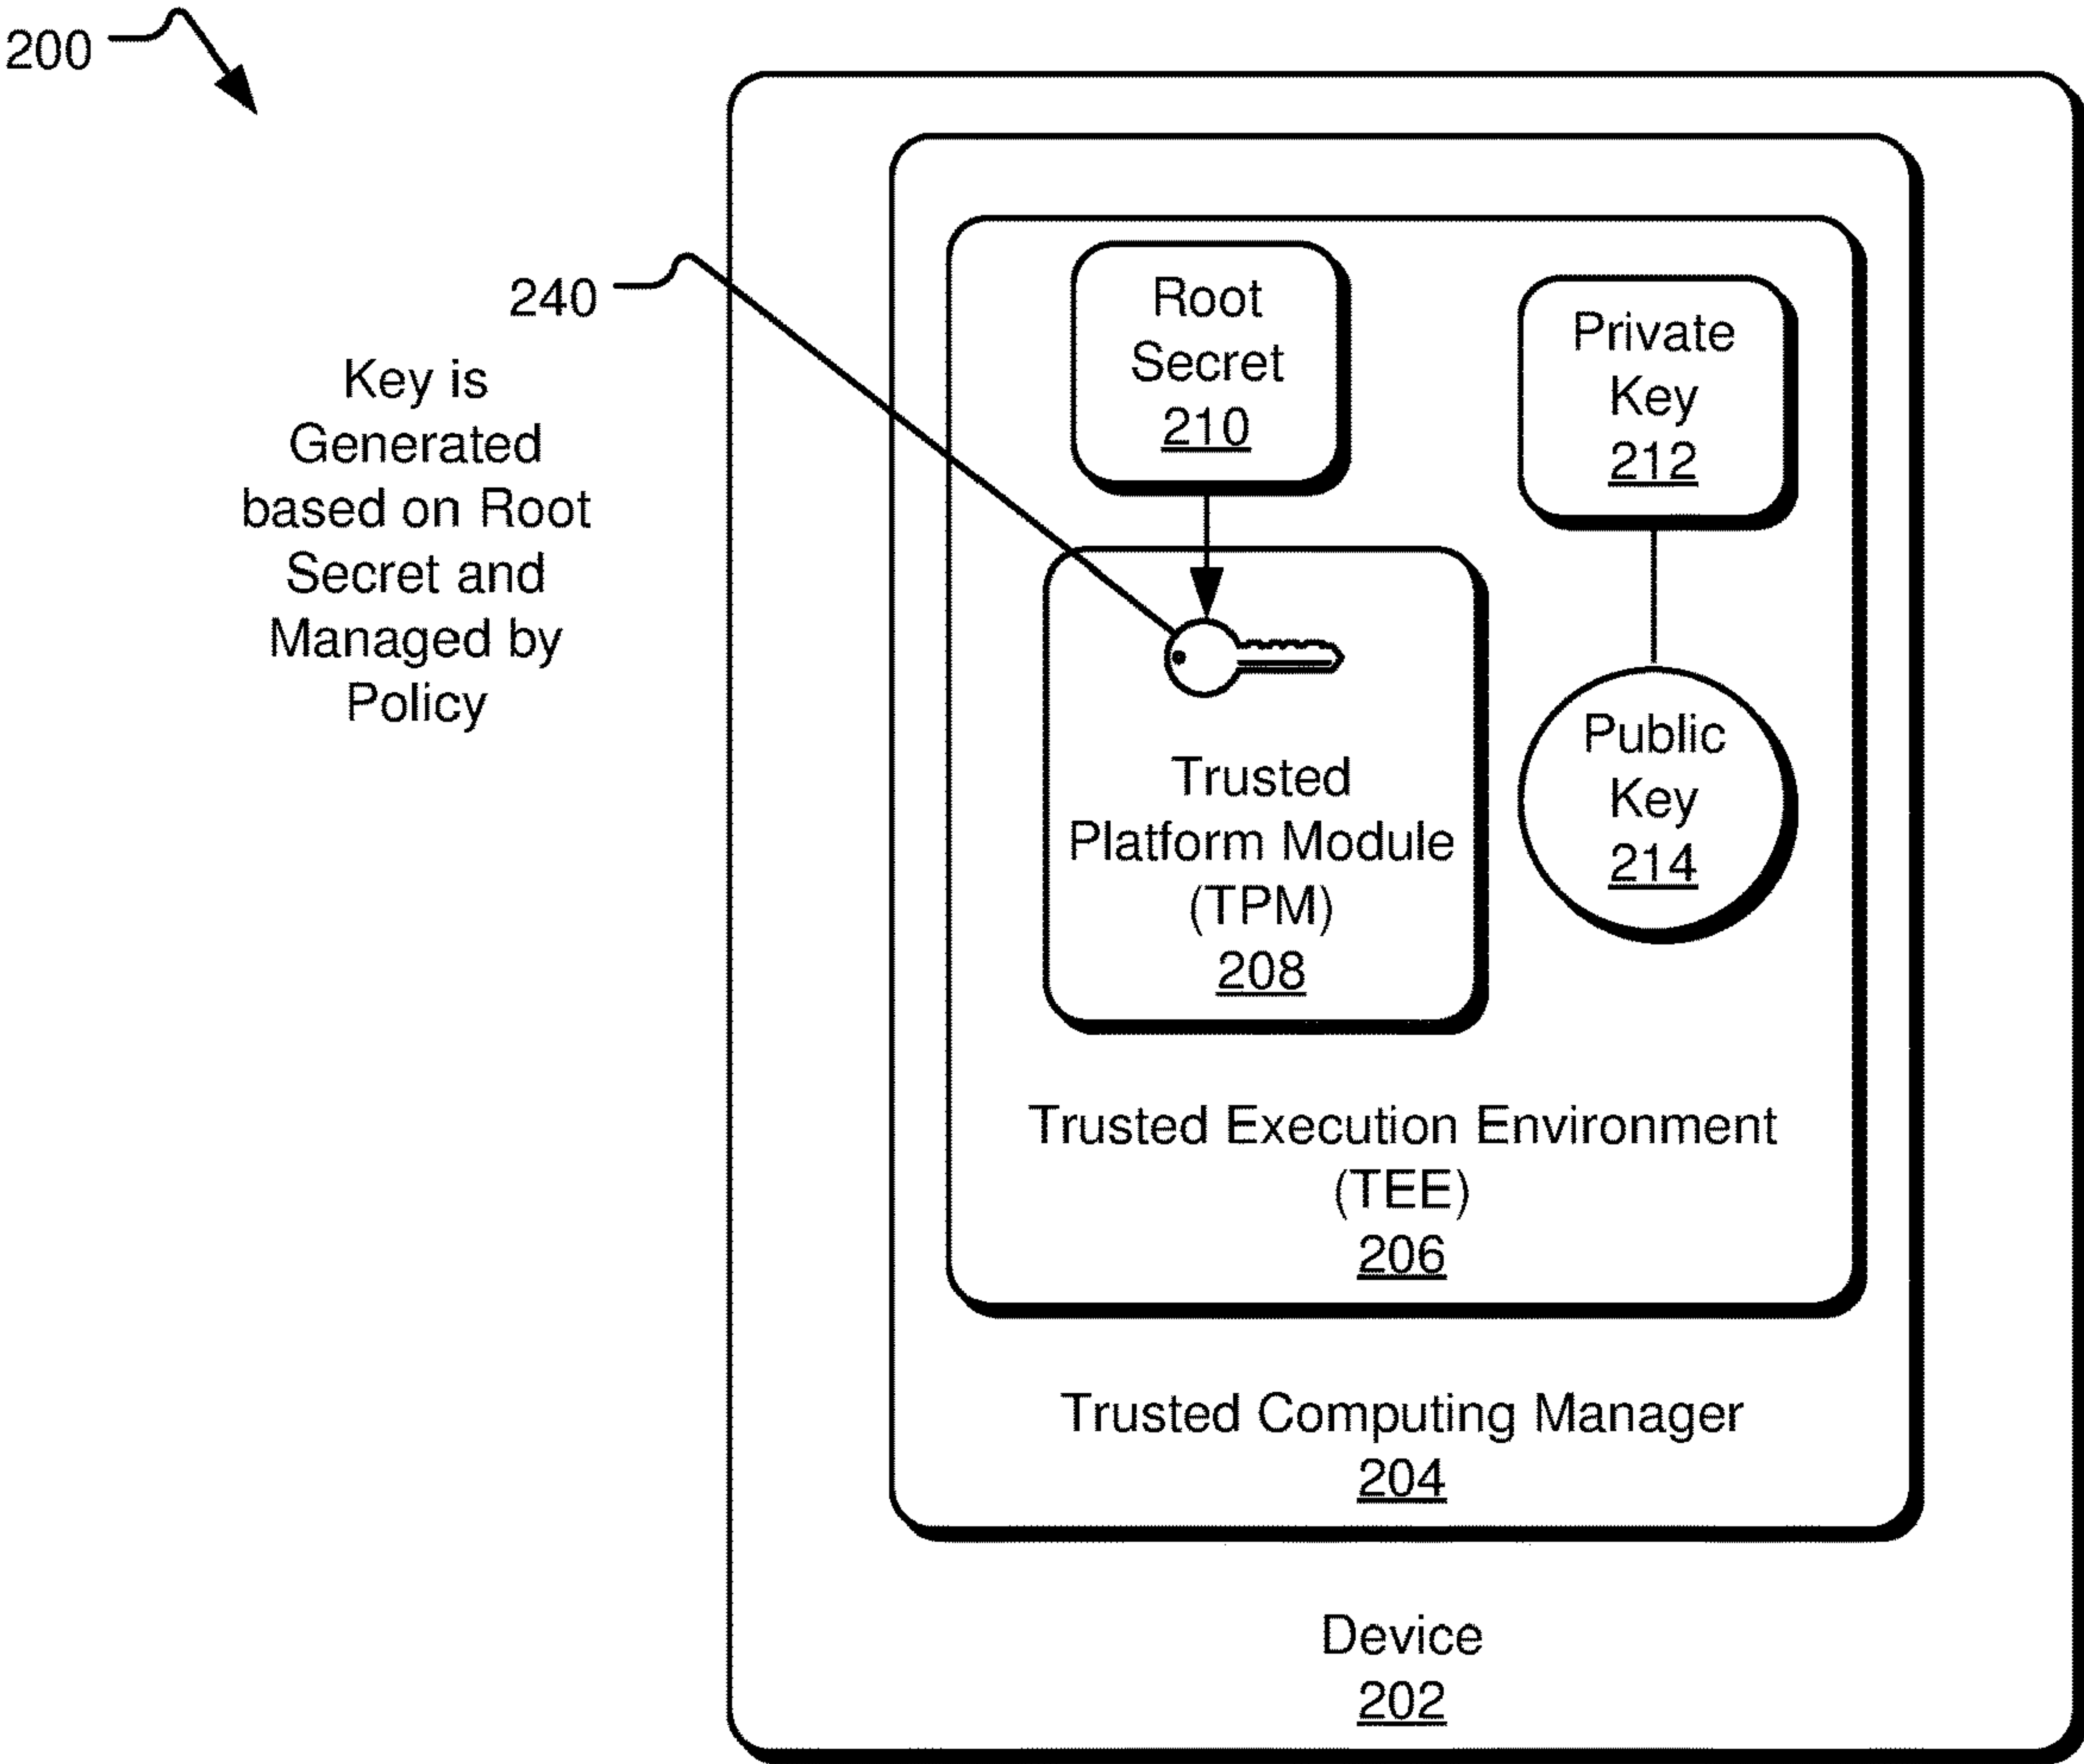 200
240
Key is
Generated
based on Root
Secret and
Managed by
Policy
Root
Secret
210
Private
Key
212
Public
Key
214
Trusted
Platform Module
(TPM)
208
Trusted Execution Environment
(TEE)
206
Trusted Computing Manager
204
Device
202